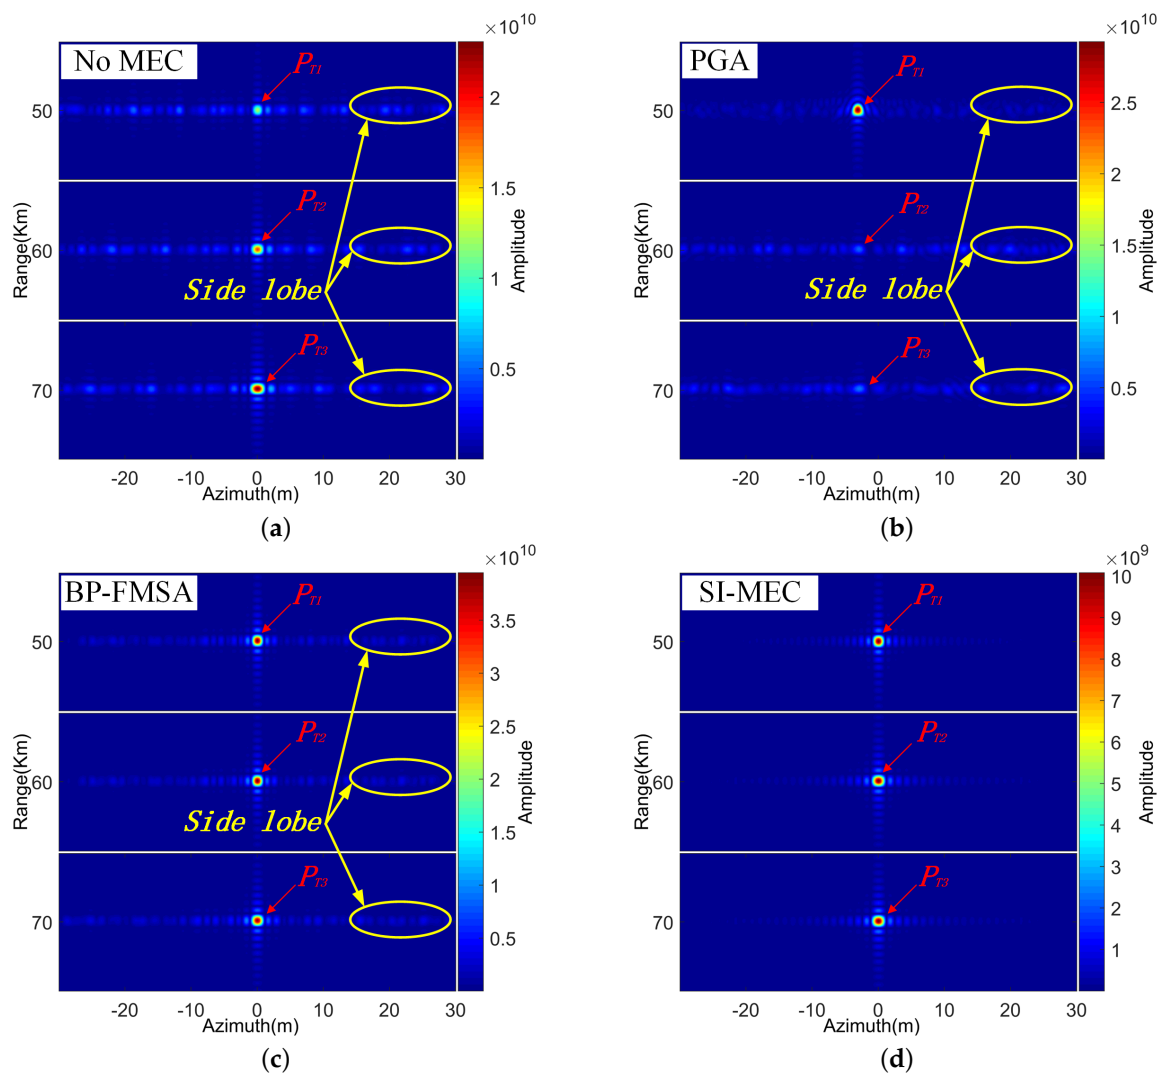 ×10^10
No MEC
P_T1
2
50
1.5
P_T2
Range(Km)
60
Amplitude
1
Side lobe
P_T3
0.5
70
-20 -10 0 10 20 30
Azimuth(m)
(a)
×10^10
PGA
P_T1
2.5
50
2
P_T2
Range(Km)
60
1.5
Amplitude
Side lobe
1
P_T3
0.5
70
-20 -10 0 10 20 30
Azimuth(m)
(b)
×10^10
BP-FMSA
P_T1
3.5
50
3
2.5
P_T2
Range(Km)
60
2
Amplitude
Side lobe
1.5
P_T3
1
70
0.5
-20 -10 0 10 20 30
Azimuth(m)
(c)
×10^9
10
SI-MEC
P_T1
9
50
8
7
P_T2
6
Range(Km)
60
5
Amplitude
4
3
P_T3
2
70
1
-20 -10 0 10 20 30
Azimuth(m)
(d)